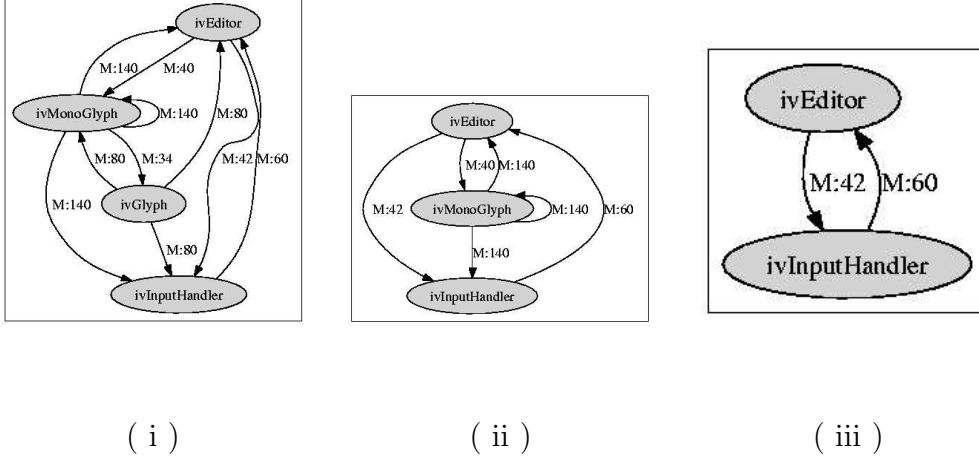 ivEditor
M:140
M:40
ivMonoGlyph
M:140
M:80
M:80
M:34
M:42
M:60
ivGlyph
M:140
M:80
ivInputHandler
ivEditor
M:40
M:140
M:42
ivMonoGlyph
M:140
M:60
M:140
ivInputHandler
ivEditor
M:42
M:60
ivInputHandler
( i )
( ii )
( iii )